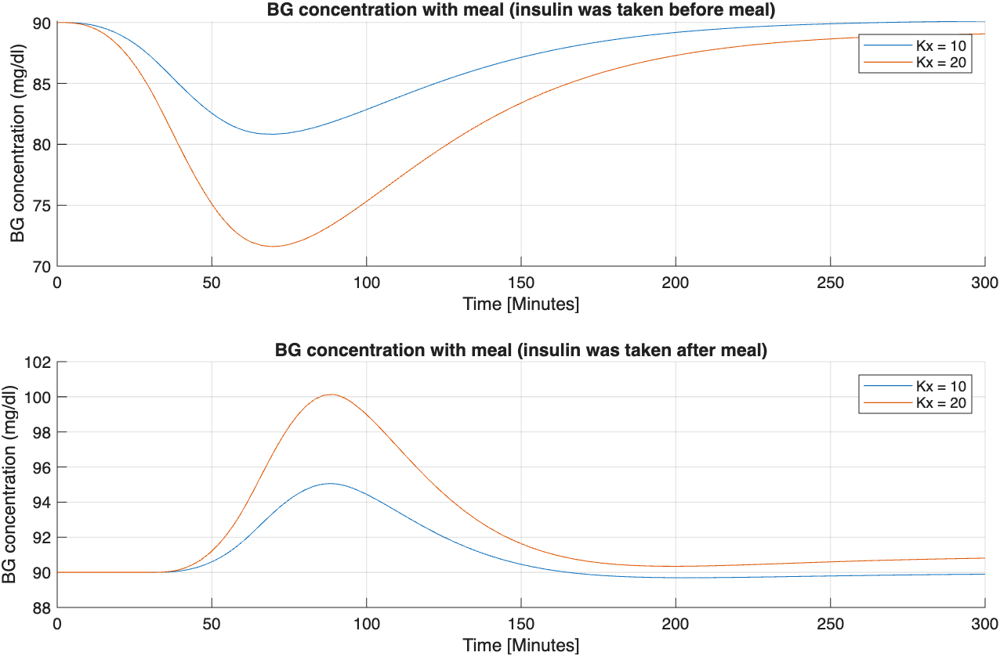 BG concentration with meal (insulin was taken before meal)
BG concentration (mg/dl)
90
85
80
75
70
Kx = 10
Kx = 20
0 50 100 150 200 250 300
Time [Minutes]
BG concentration with meal (insulin was taken after meal)
BG concentration (mg/dl)
102
100
98
96
94
92
90
88
Kx = 10
Kx = 20
0 50 100 150 200 250 300
Time [Minutes]